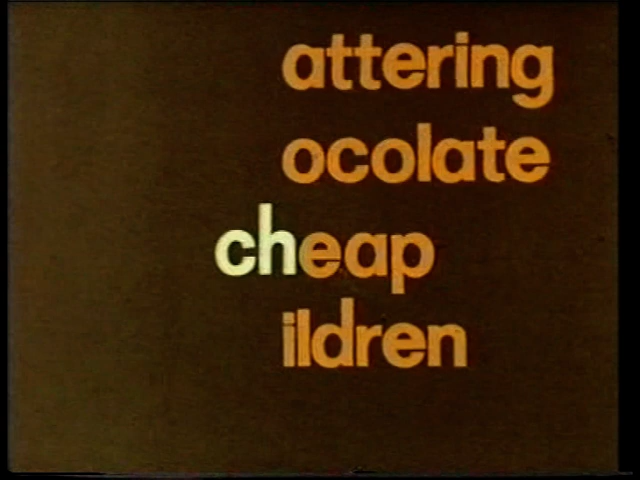 attering
ocolate
cheap
ildren